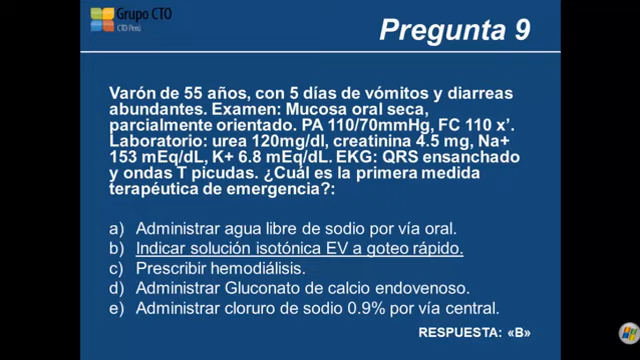 Grupo CTO
CTO Perú
Pregunta 9
Varón de 55 años, con 5 días de vómitos y diarreas
abundantes. Examen: Mucosa oral seca,
parcialmente orientado. PA 110/70mmHg, FC 110 x'.
Laboratorio: urea 120mg/dl, creatinina 4.5 mg, Na+
153 mEq/dL, K+ 6.8 mEq/dL. EKG: QRS ensanchado
y ondas T picudas. ¿Cuál es la primera medida
terapéutica de emergencia?:
a) Administrar agua libre de sodio por vía oral.
b) Indicar solución isotónica EV a goteo rápido.
c) Prescribir hemodiálisis.
d) Administrar Gluconato de calcio endovenoso.
e) Administrar cloruro de sodio 0.9% por vía central.
RESPUESTA: «B»